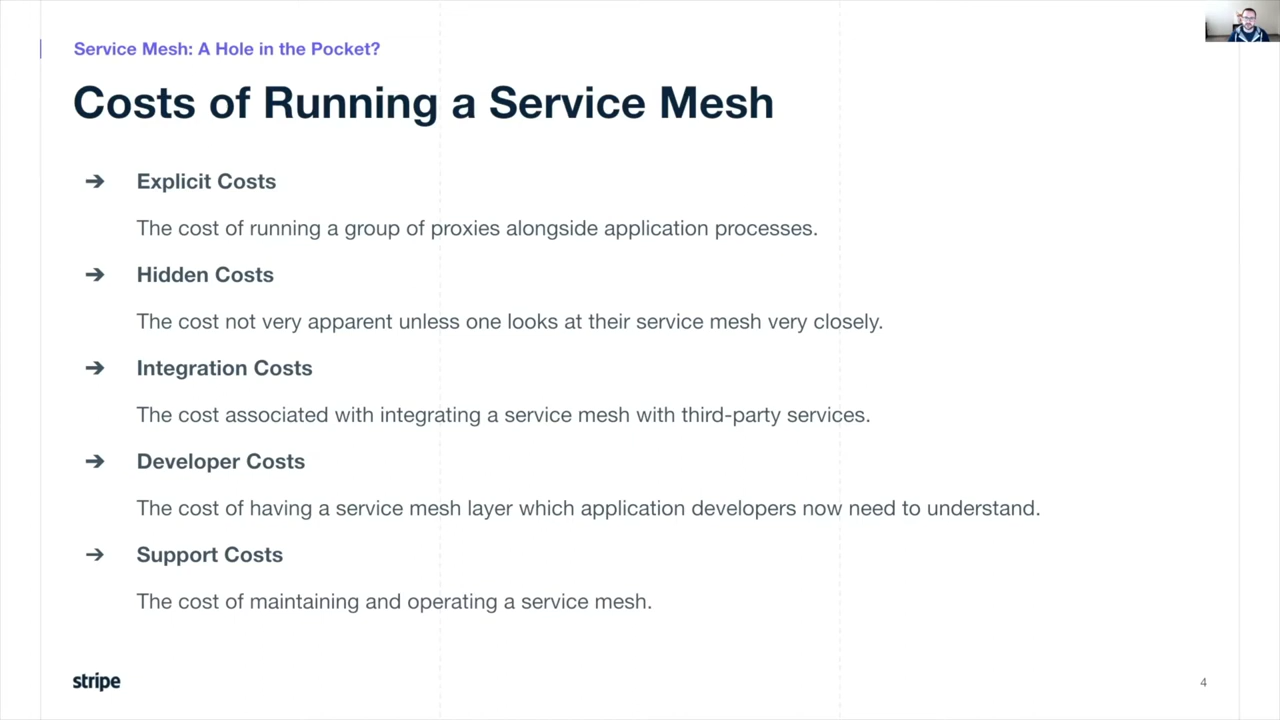 Service Mesh: A Hole in the Pocket?
Costs of Running a Service Mesh
➔ Explicit Costs
The cost of running a group of proxies alongside application processes.
➔ Hidden Costs
The cost not very apparent unless one looks at their service mesh very closely.
➔ Integration Costs
The cost associated with integrating a service mesh with third-party services.
➔ Developer Costs
The cost of having a service mesh layer which application developers now need to understand.
➔ Support Costs
The cost of maintaining and operating a service mesh.
stripe
4